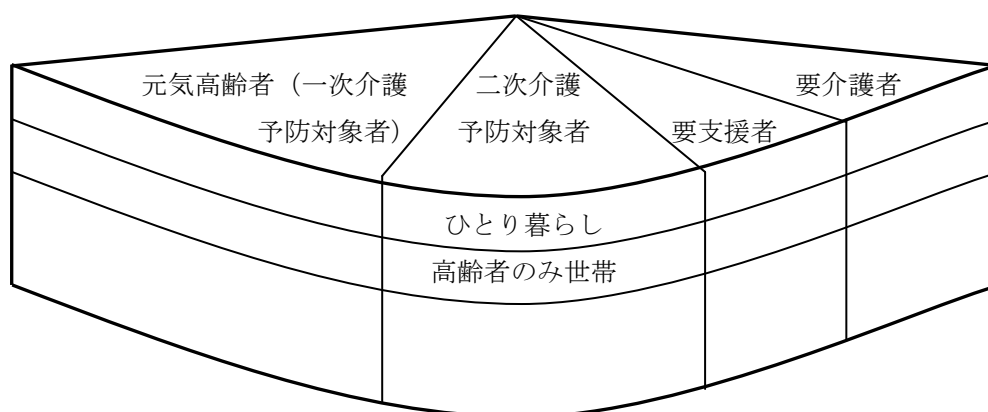 元気高齢者（一次介護
予防対象者）
二次介護
予防対象者
要支援者
要介護者
ひとり暮らし
高齢者のみ世帯